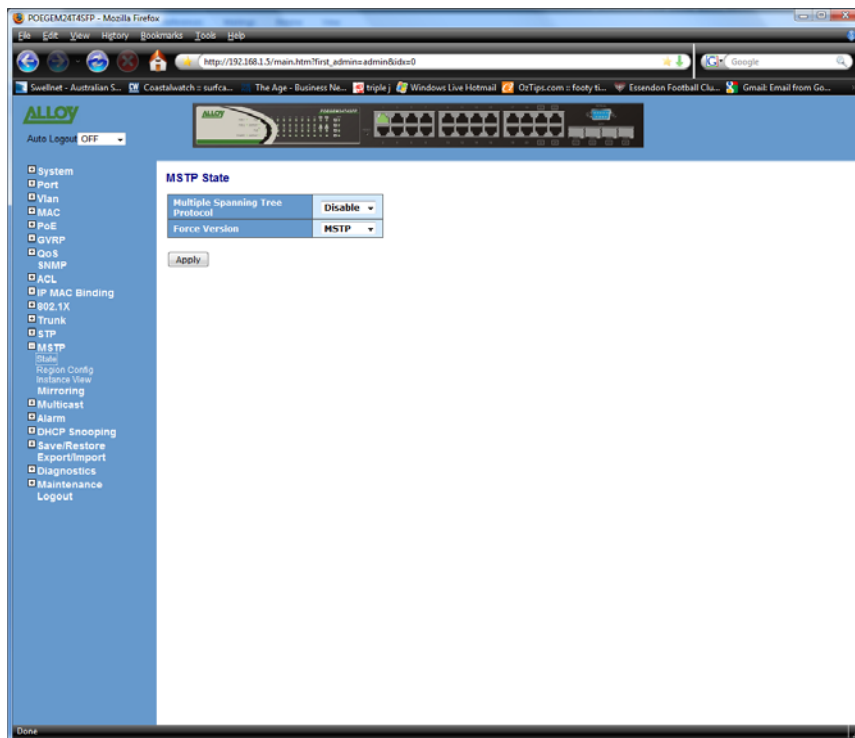 POEGEM24T4SFP - Mozilla Firefox
File Edit View History Bookmarks Tools Help
http://192.168.1.5/main.htm?first_admin=admin&idx=0
Google
Swellnet - Australian S... Coastalwatch :: surfca... The Age - Business Ne... triple j Windows Live Hotmail OzTips.com :: footy ti... Essendon Football Clu... Gmail: Email from Go...
ALLOY
ALLOY
Auto Logout OFF
System
Port
Vlan
MAC
PoE
GVRP
QoS
SNMP
ACL
IP MAC Binding
802.1X
Trunk
STP
MSTP
State
Region Config
Instance View
Mirroring
Multicast
Alarm
DHCP Snooping
Save/Restore
Export/Import
Diagnostics
Maintenance
Logout
MSTP State
Multiple Spanning Tree Protocol Disable
Force Version MSTP
Apply
Done